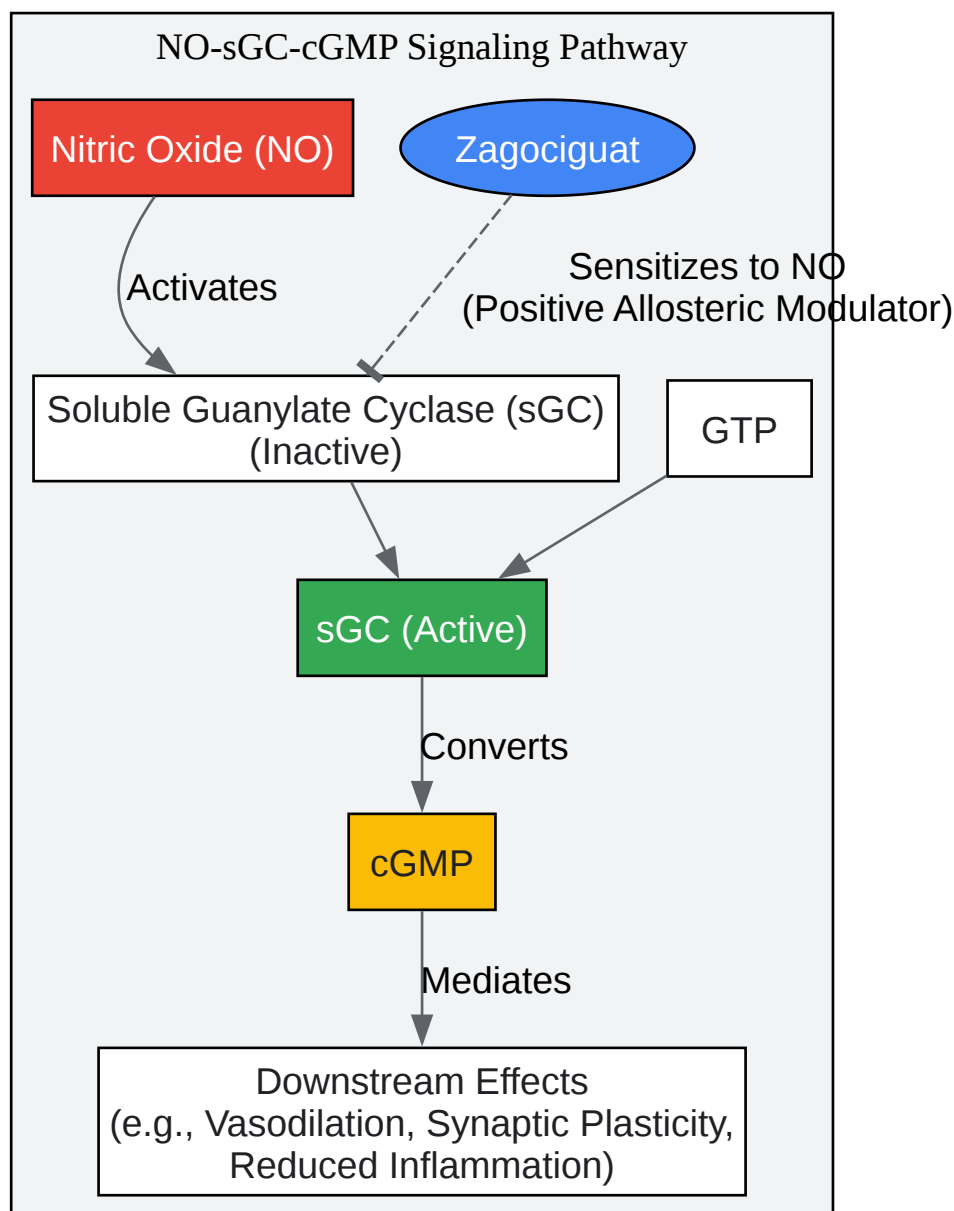 NO-sGC-cGMP Signaling Pathway
Nitric Oxide (NO)
Zagociguat
Sensitizes to NO
(Positive Allosteric Modulator)
Activates
Soluble Guanylate Cyclase (sGC)
(Inactive)
GTP
sGC (Active)
Converts
cGMP
Mediates
Downstream Effects
(e.g., Vasodilation, Synaptic Plasticity,
Reduced Inflammation)